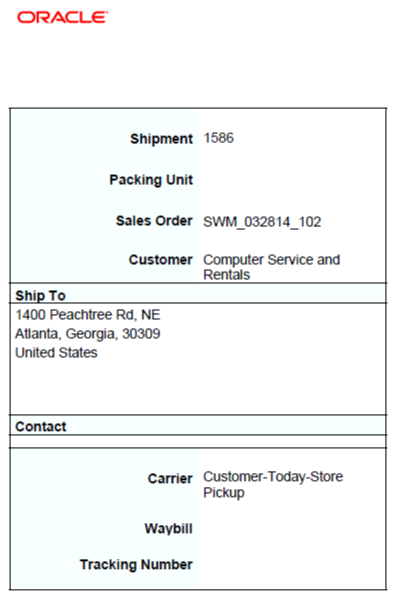 ORACLE
Shipment 1586
Packing Unit
Sales Order SWM_032814_102
Customer Computer Service and
Rentals
Ship To
1400 Peachtree Rd, NE
Atlanta, Georgia, 30309
United States
Contact
Carrier Customer-Today-Store
Pickup
Waybill
Tracking Number